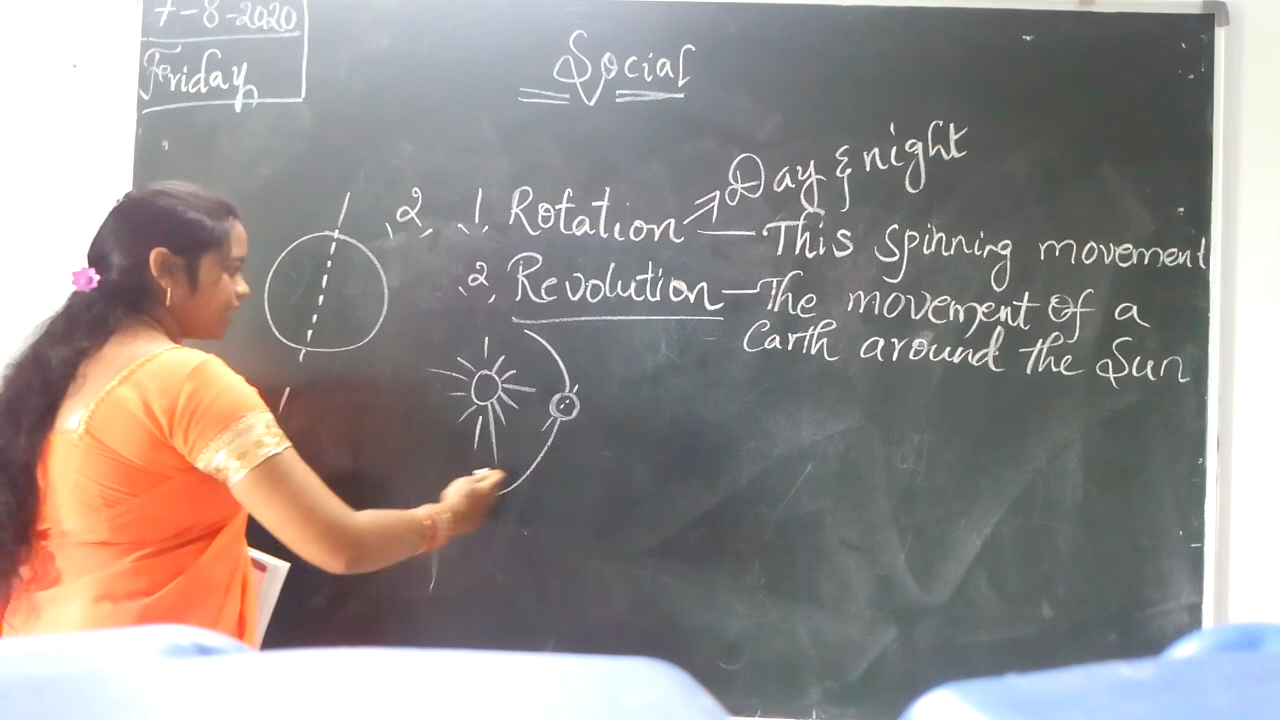 7-8-2020
Friday
Social
Day & night
2, 1. Rotation — This spinning movement
2, Revolution — The movement of a
Earth around the Sun